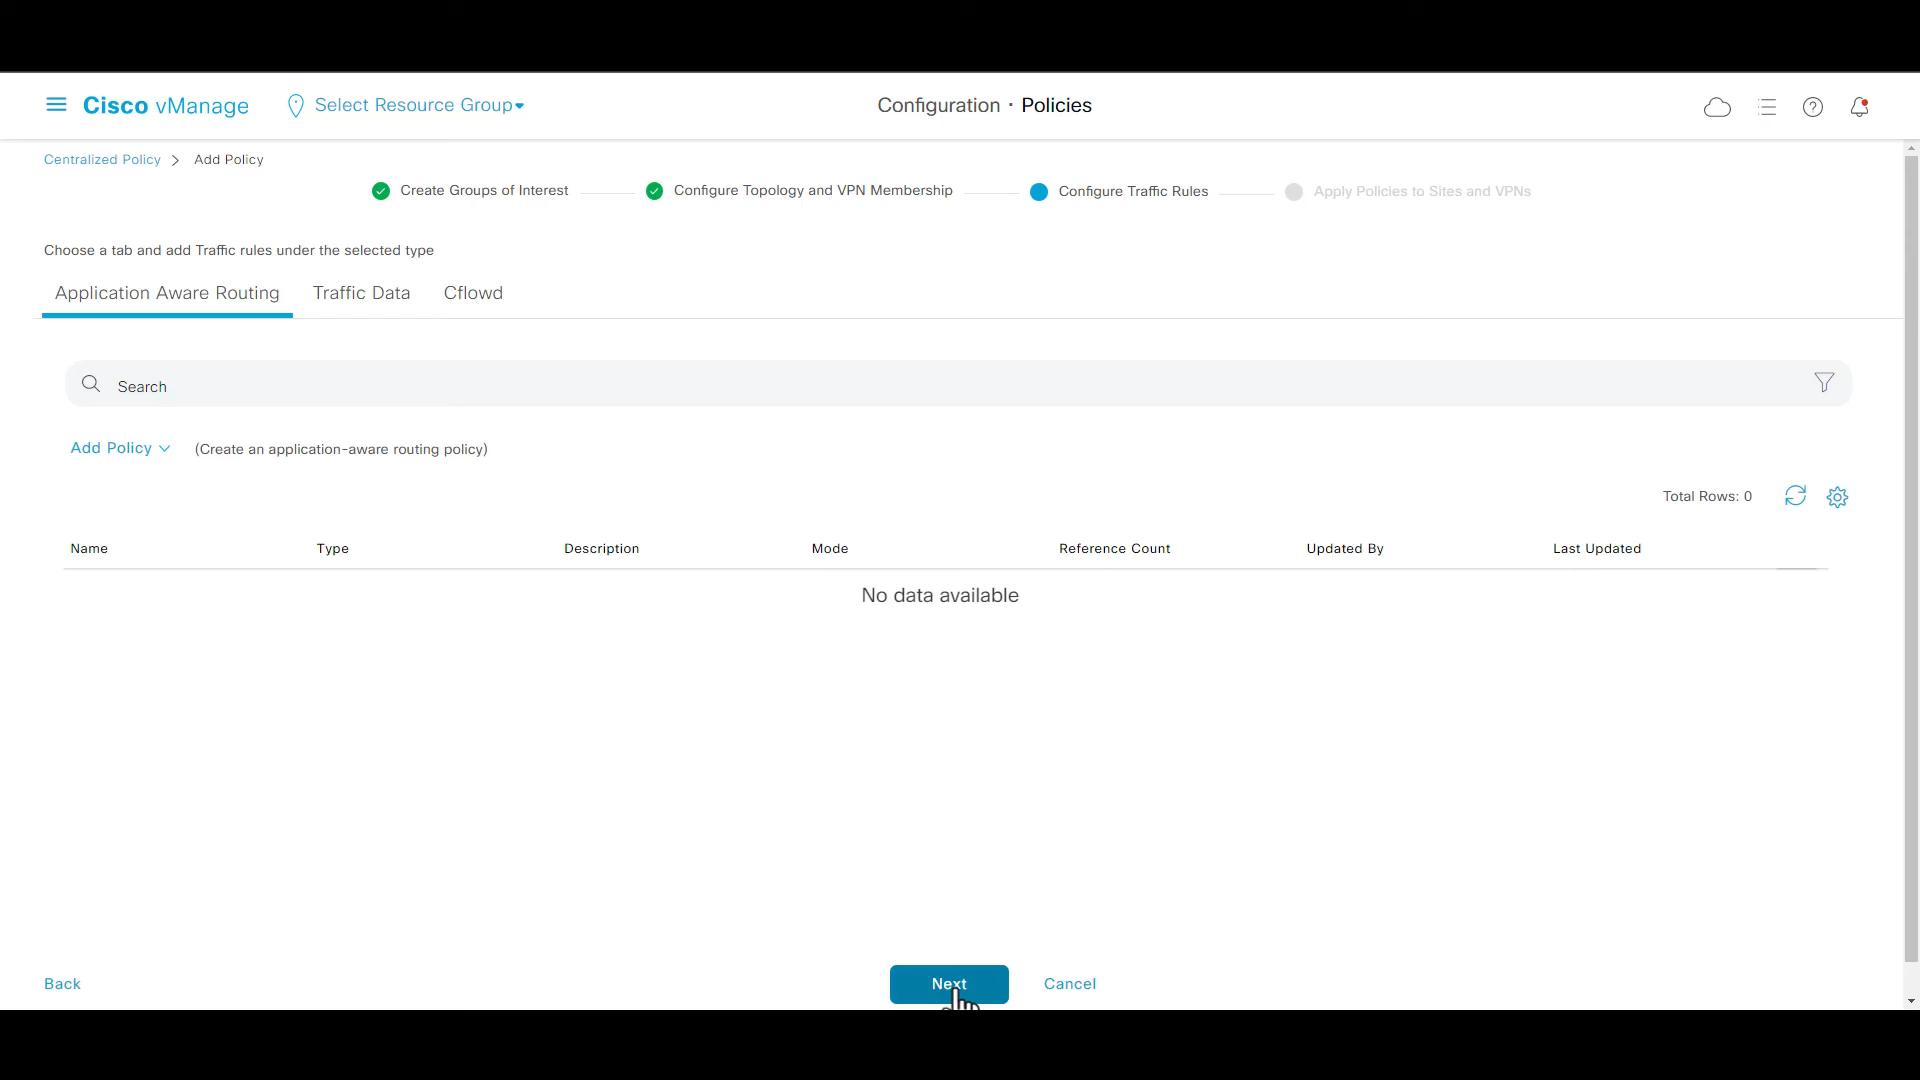 Cisco vManage
Select Resource Group
Configuration · Policies
Centralized Policy > Add Policy
Create Groups of Interest
Configure Topology and VPN Membership
Configure Traffic Rules
Apply Policies to Sites and VPNs
Choose a tab and add Traffic rules under the selected type
Application Aware Routing
Traffic Data
Cflowd
Search
Add Policy
(Create an application-aware routing policy)
Total Rows: 0
Name Type Description Mode Reference Count Updated By Last Updated
No data available
Back
Next
Cancel